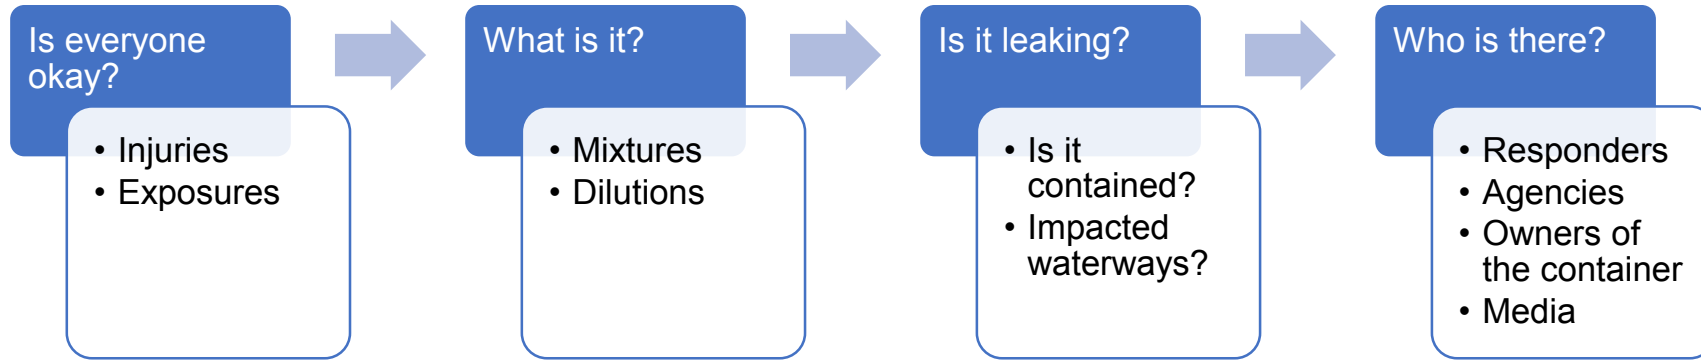 Is everyone
okay?
• Injuries
• Exposures
What is it?
• Mixtures
• Dilutions
Is it leaking?
• Is it
contained?
• Impacted
waterways?
Who is there?
• Responders
• Agencies
• Owners of
the container
• Media